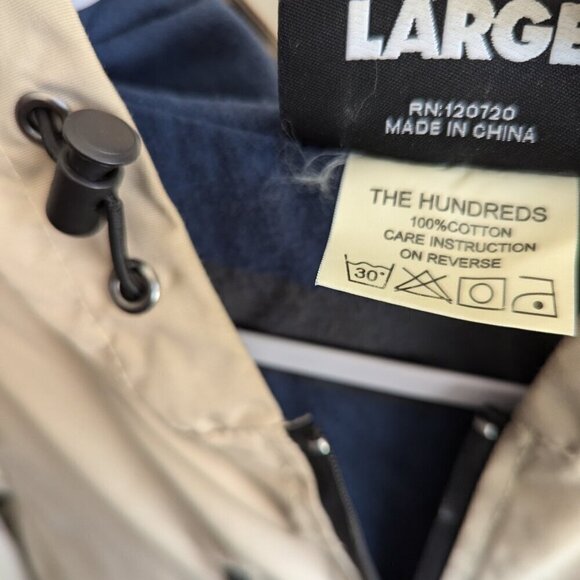 LARGE
RN:120720
MADE IN CHINA
THE HUNDREDS
100%COTTON
CARE INSTRUCTION
ON REVERSE
30°